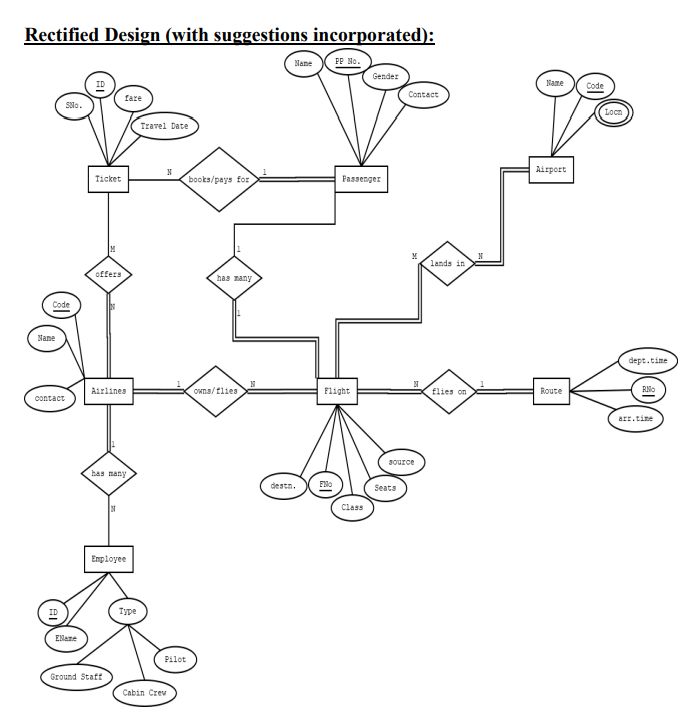 Rectified Design (with suggestions incorporated):
Name
PP No.
Gender
Contact
ID
SNo.
fare
Travel Date
Name
Code
Locn
Ticket
N
books/pays for
1
Passenger
Airport
M
offers
N
1
has many
1
M
lands in
N
Code
Name
contact
Airlines
1
owns/flies
N
Flight
N
flies on
1
Route
dept.time
RNo
arr.time
1
has many
N
destn.
FNo
Class
Seats
source
Employee
ID
EName
Type
Ground Staff
Cabin Crew
Pilot